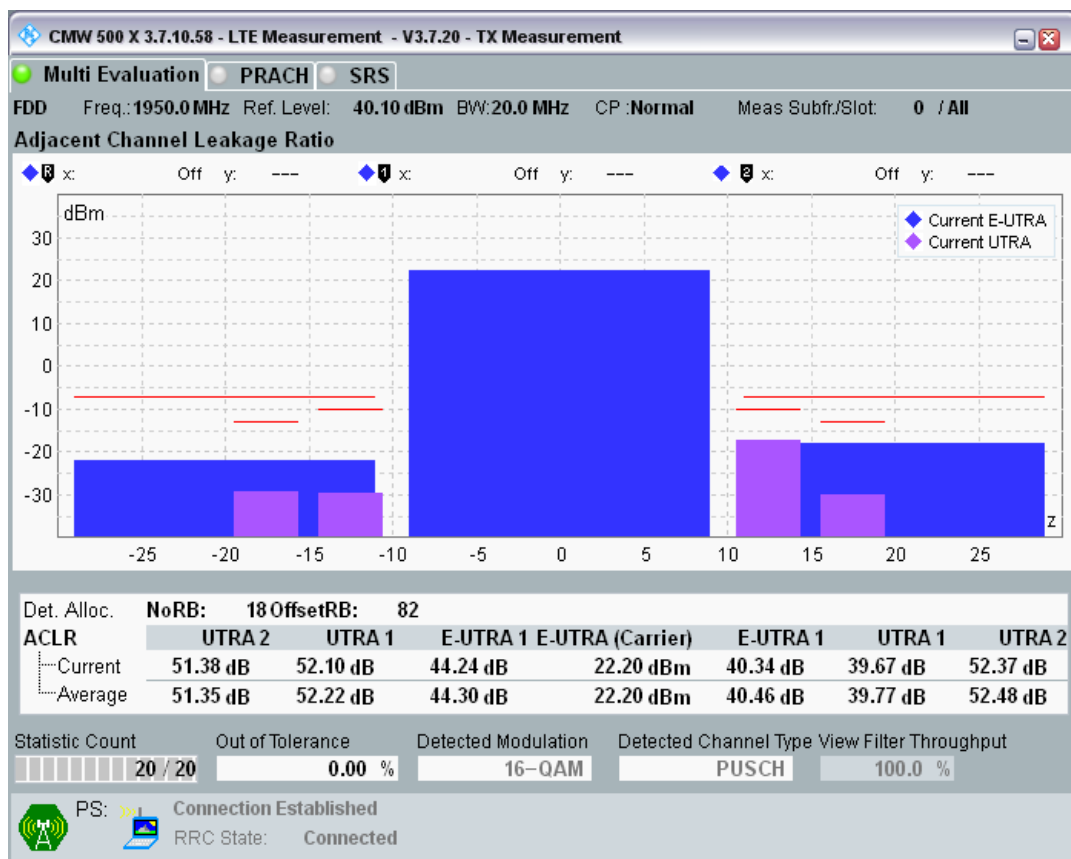 CMW 500 X 3.7.10.58 - LTE Measurement - V3.7.20 - TX Measurement
Multi Evaluation PRACH SRS
FDD Freq.: 1950.0 MHz Ref. Level: 40.10 dBm BW: 20.0 MHz CP : Normal Meas Subfr./Slot: 0 / All
Adjacent Channel Leakage Ratio
R x: Off y: --- 1 x: Off y: --- 2 x: Off y: ---
dBm
Current E-UTRA
Current UTRA
30
20
10
0
-10
-20
-30
z
-25 -20 -15 -10 -5 0 5 10 15 20 25
Det. Alloc. NoRB: 18 OffsetRB: 82
ACLR UTRA 2 UTRA 1 E-UTRA 1 E-UTRA (Carrier) E-UTRA 1 UTRA 1 UTRA 2
Current 51.38 dB 52.10 dB 44.24 dB 22.20 dBm 40.34 dB 39.67 dB 52.37 dB
Average 51.35 dB 52.22 dB 44.30 dB 22.20 dBm 40.46 dB 39.77 dB 52.48 dB
Statistic Count Out of Tolerance Detected Modulation Detected Channel Type View Filter Throughput
20 / 20 0.00 % 16-QAM PUSCH 100.0 %
PS: Connection Established
RRC State: Connected